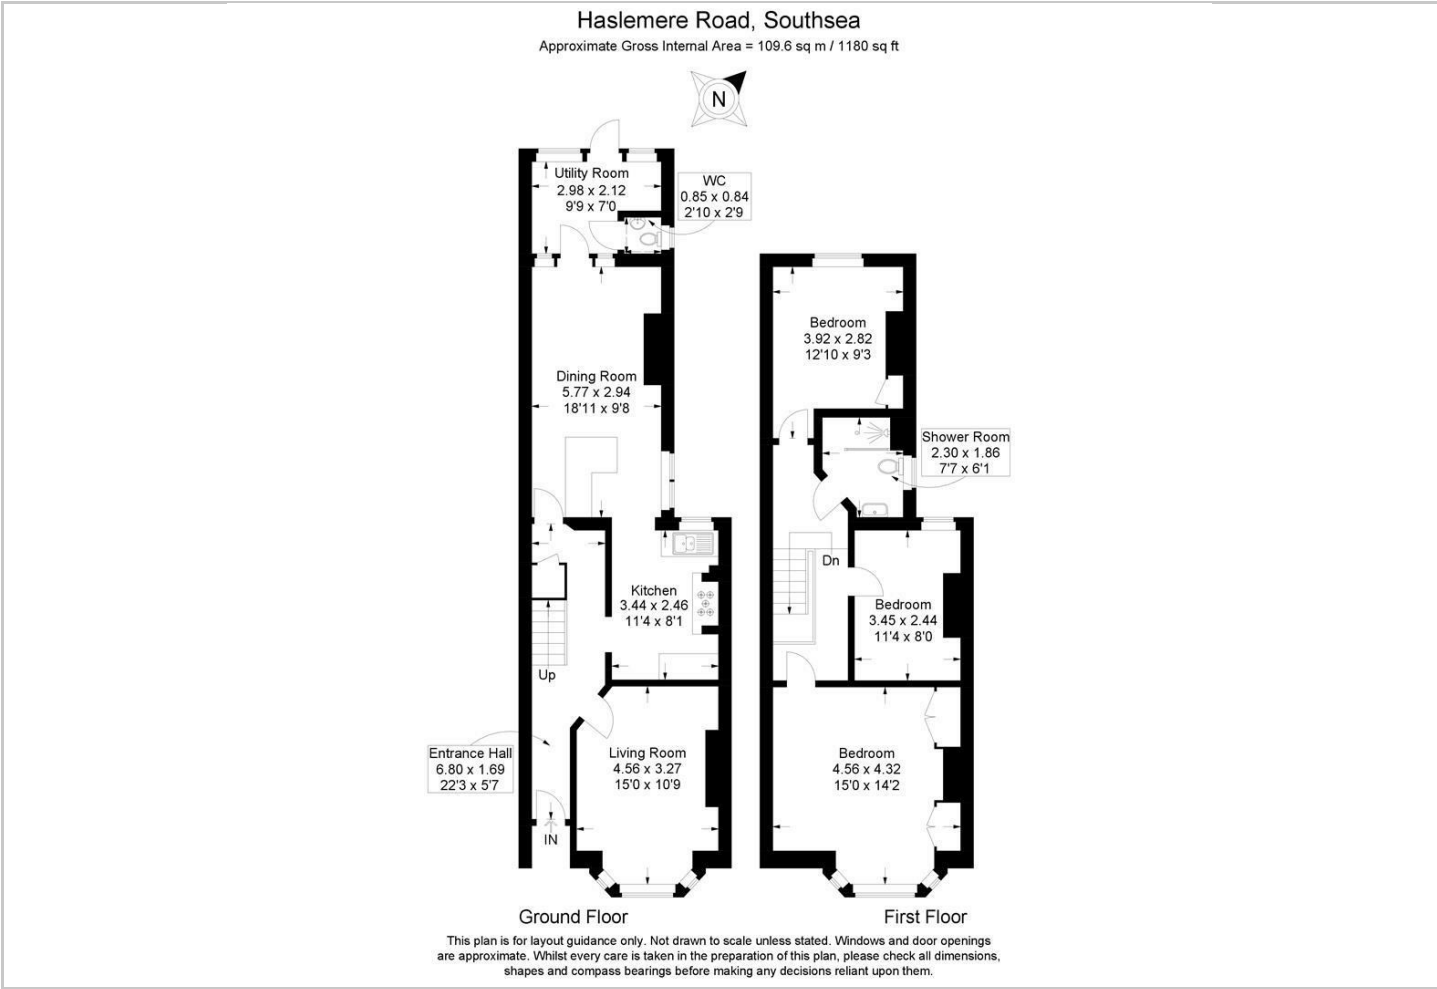 Haslemere Road, Southsea
Approximate Gross Internal Area = 109.6 sq m / 1180 sq ft
N
Utility Room
2.98 x 2.12
9'9 x 7'0
WC
0.85 x 0.84
2'10 x 2'9
Dining Room
5.77 x 2.94
18'11 x 9'8
Kitchen
3.44 x 2.46
11'4 x 8'1
Up
Entrance Hall
6.80 x 1.69
22'3 x 5'7
Living Room
4.56 x 3.27
15'0 x 10'9
IN
Ground Floor
Bedroom
3.92 x 2.82
12'10 x 9'3
Shower Room
2.30 x 1.86
7'7 x 6'1
Dn
Bedroom
3.45 x 2.44
11'4 x 8'0
Bedroom
4.56 x 4.32
15'0 x 14'2
First Floor
This plan is for layout guidance only. Not drawn to scale unless stated. Windows and door openings
are approximate. Whilst every care is taken in the preparation of this plan, please check all dimensions,
shapes and compass bearings before making any decisions reliant upon them.